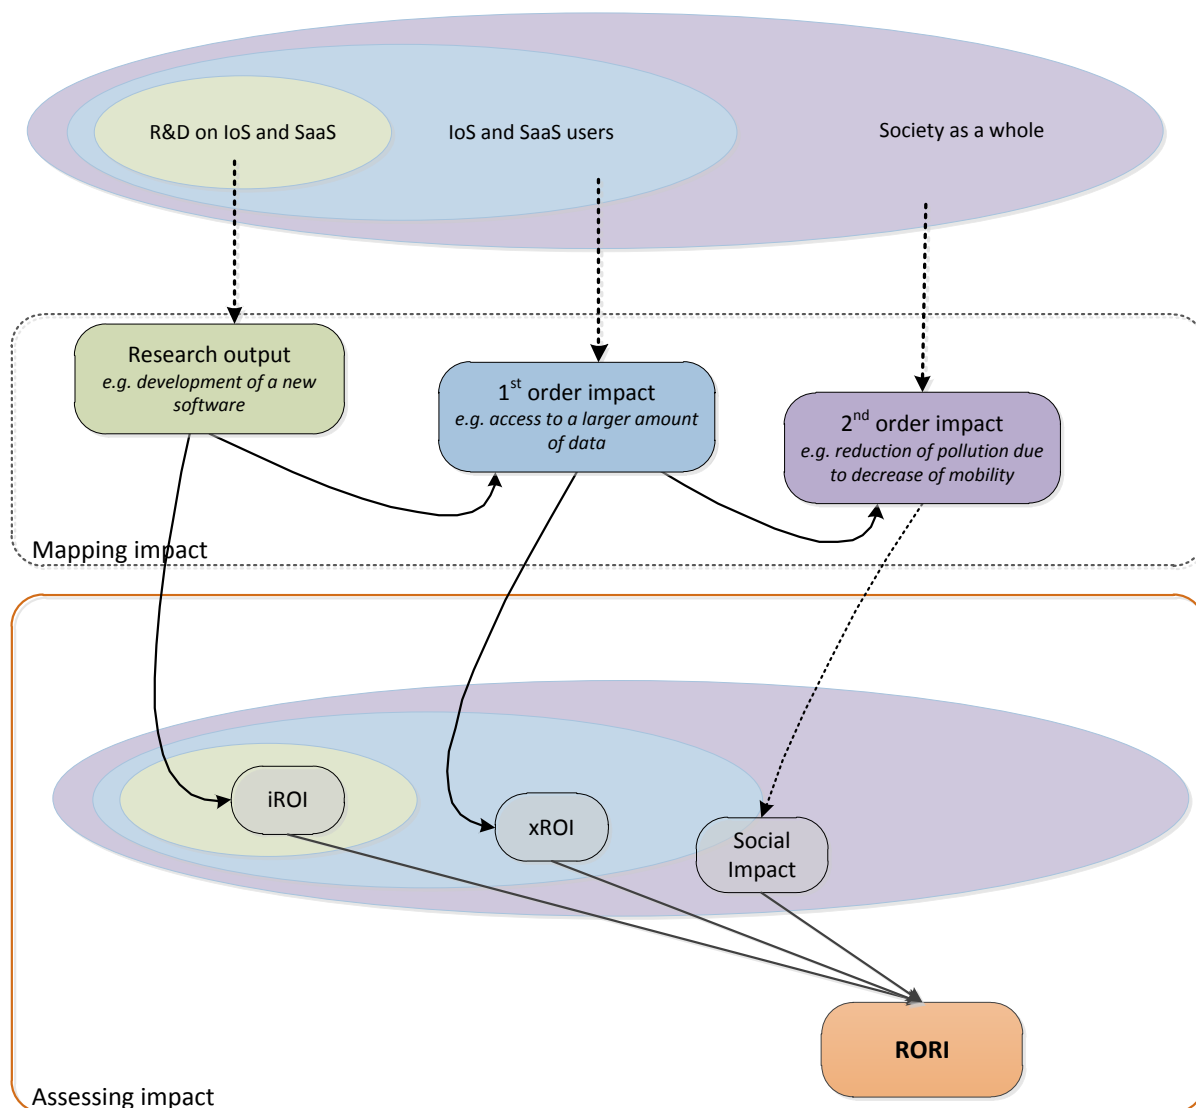 R&D on IoS and SaaS
IoS and SaaS users
Society as a whole
Research output
e.g. development of a new
software
1st order impact
e.g. access to a larger amount
of data
2nd order impact
e.g. reduction of pollution due
to decrease of mobility
Mapping impact
iROI
xROI
Social
Impact
RORI
Assessing impact